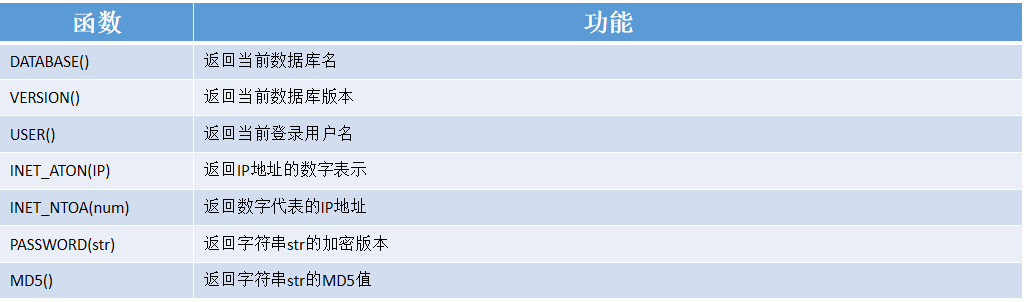 函数 功能
DATABASE() 返回当前数据库名
VERSION() 返回当前数据库版本
USER() 返回当前登录用户名
INET_ATON(IP) 返回IP地址的数字表示
INET_NTOA(num) 返回数字代表的IP地址
PASSWORD(str) 返回字符串str的加密版本
MD5() 返回字符串str的MD5值